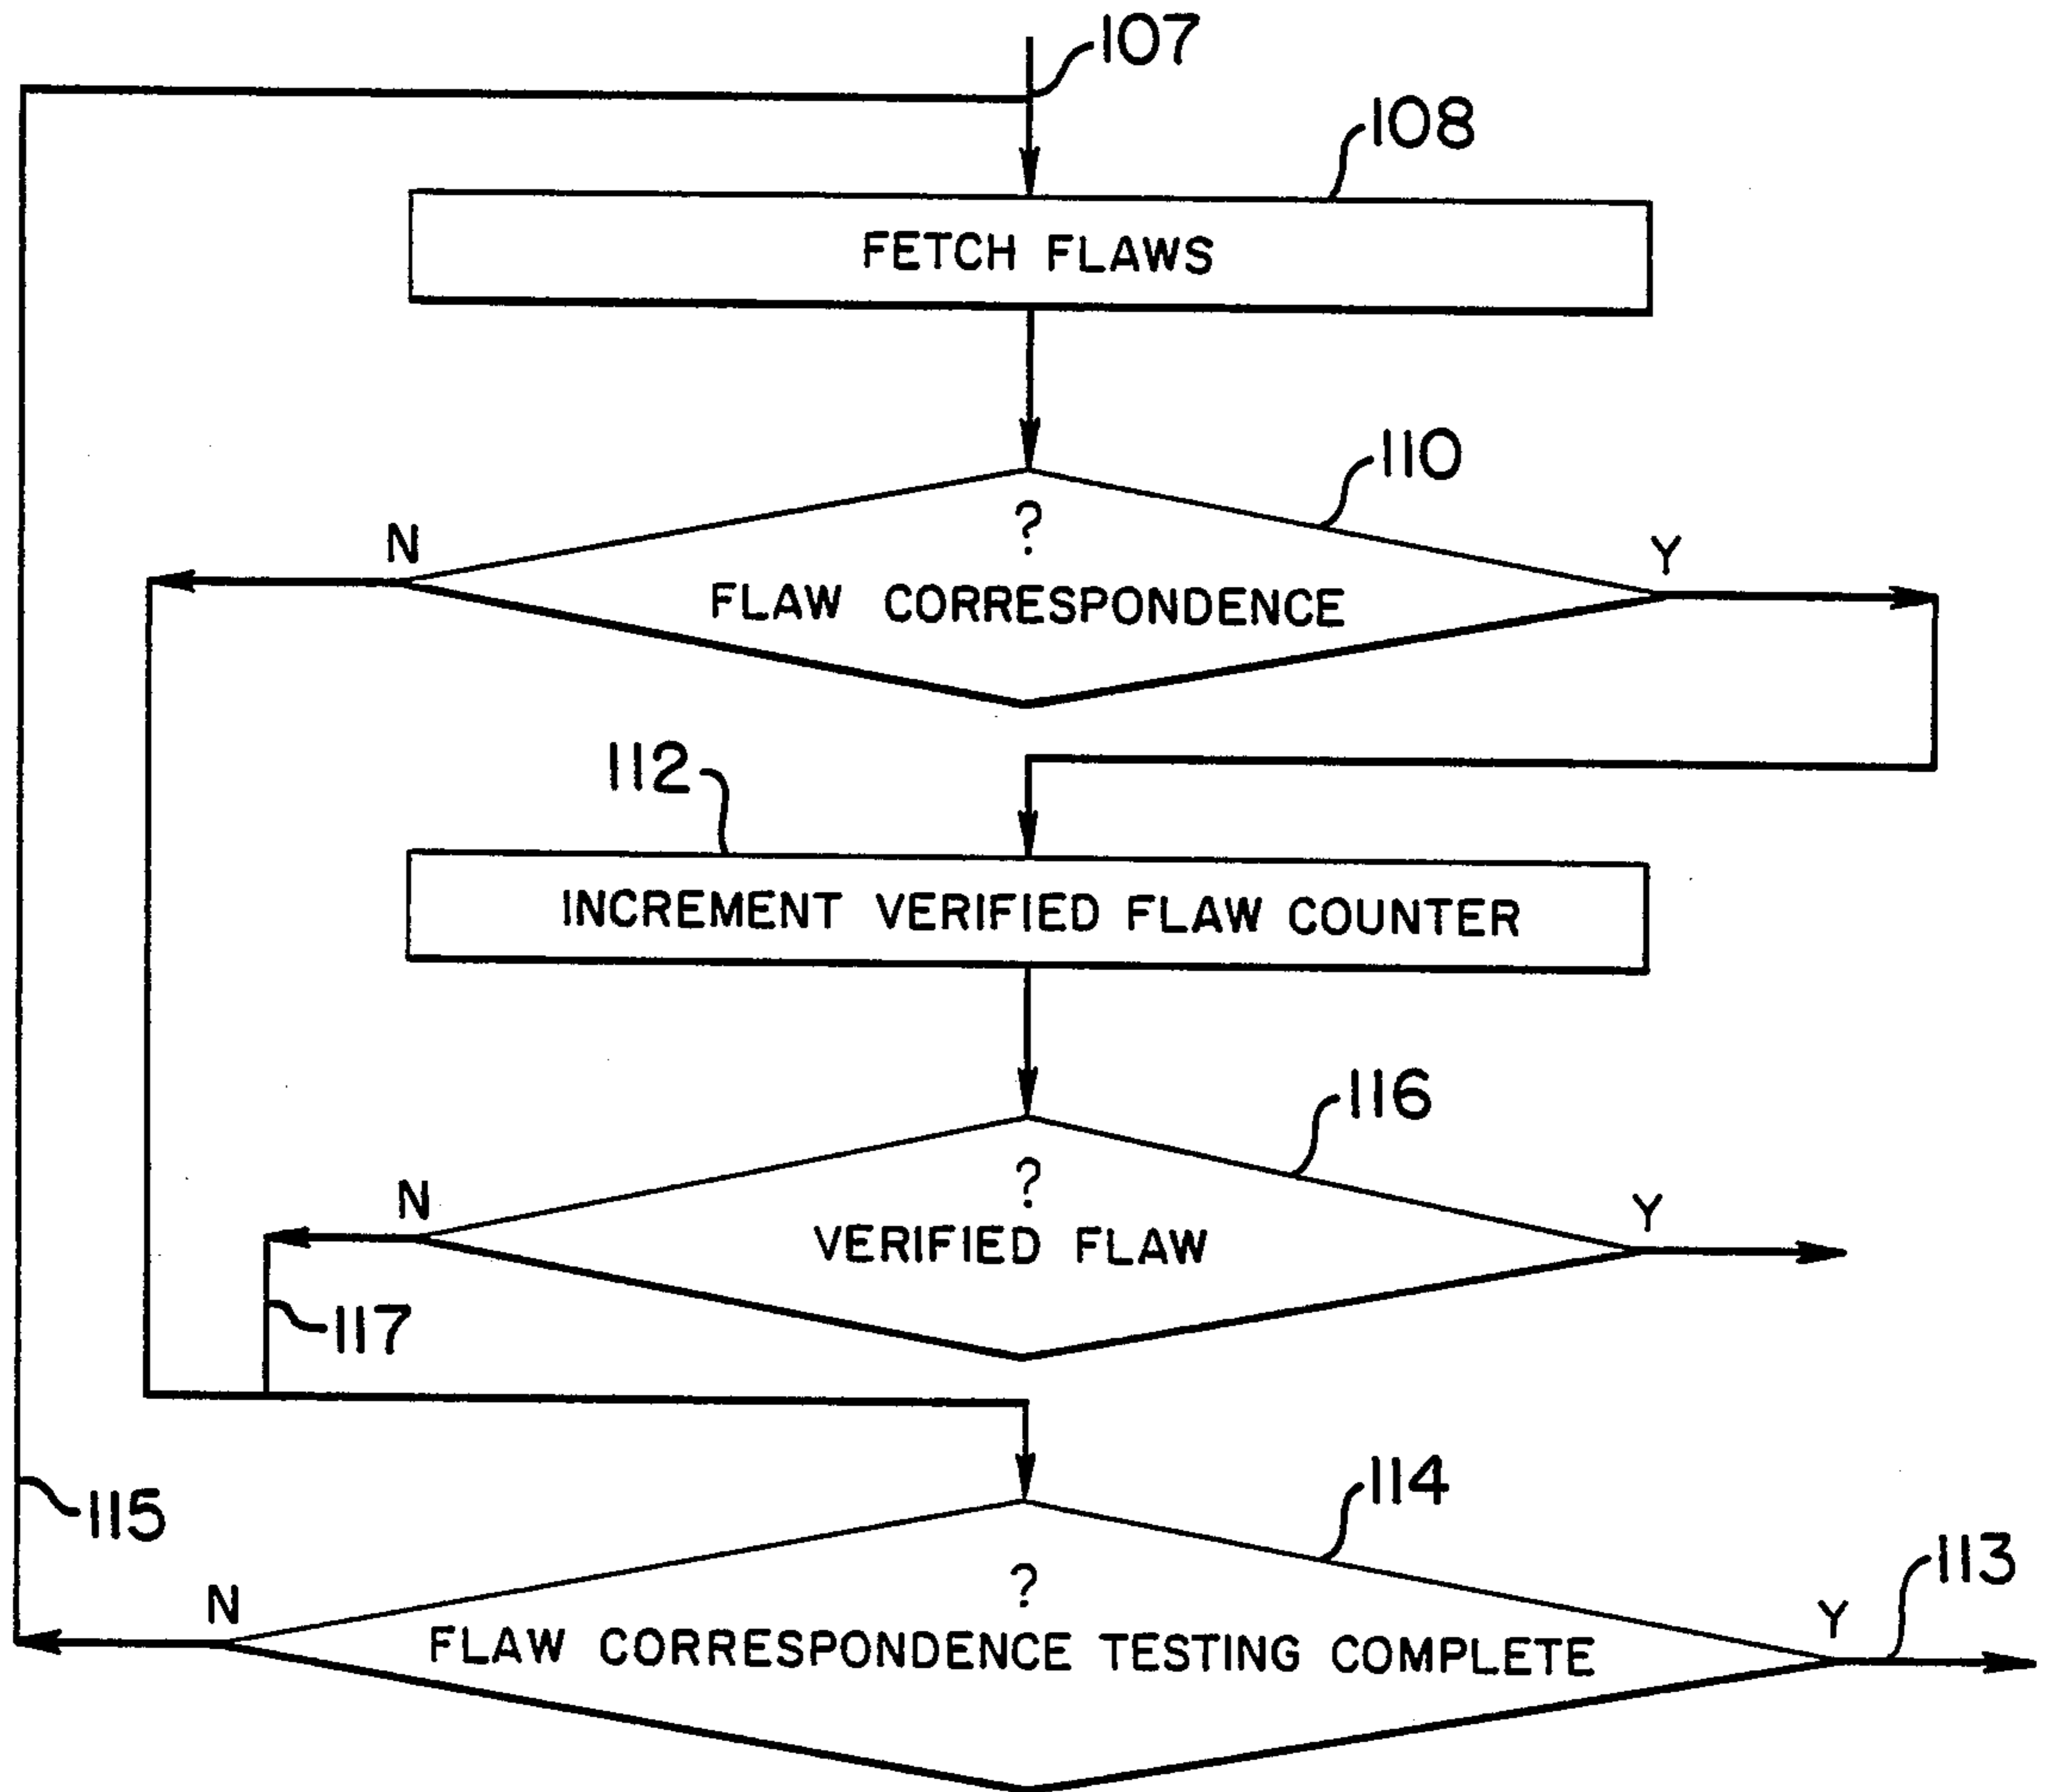 107
108
FETCH FLAWS
110
N
?
Y
FLAW CORRESPONDENCE
112
INCREMENT VERIFIED FLAW COUNTER
116
N
?
Y
VERIFIED FLAW
117
114
115
113
N
?
Y
FLAW CORRESPONDENCE TESTING COMPLETE